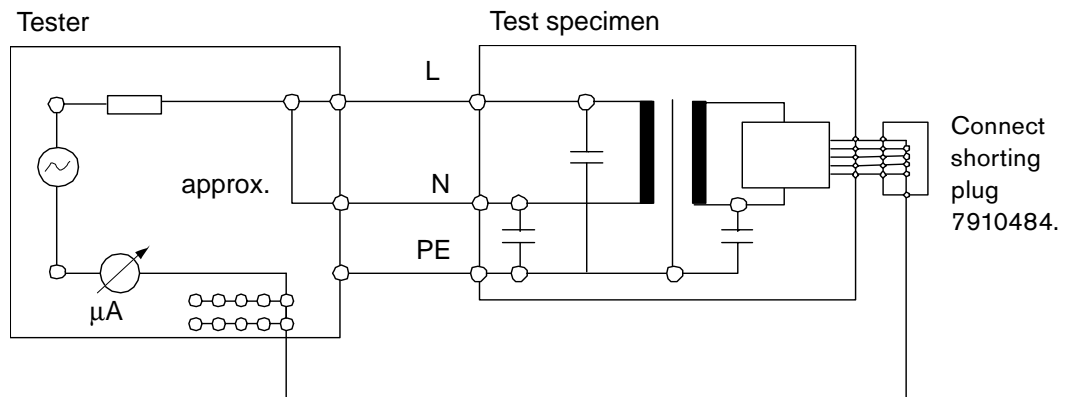 Tester
Test specimen
L
approx.
N
PE
µA
Connect
shorting
plug
7910484.